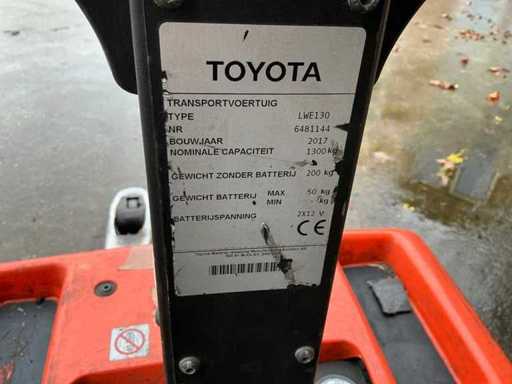 TOYOTA
TRANSPORTVOERTUIG
TYPE LWE130
NR 6481144
BOUWJAAR 2017
NOMINALE CAPACITEIT 1300 kg
GEWICHT ZONDER BATTERIJ 200 kg
GEWICHT BATTERIJ MAX 50 kg
MIN kg
BATTERIJSPANNING 2X12 V
CE